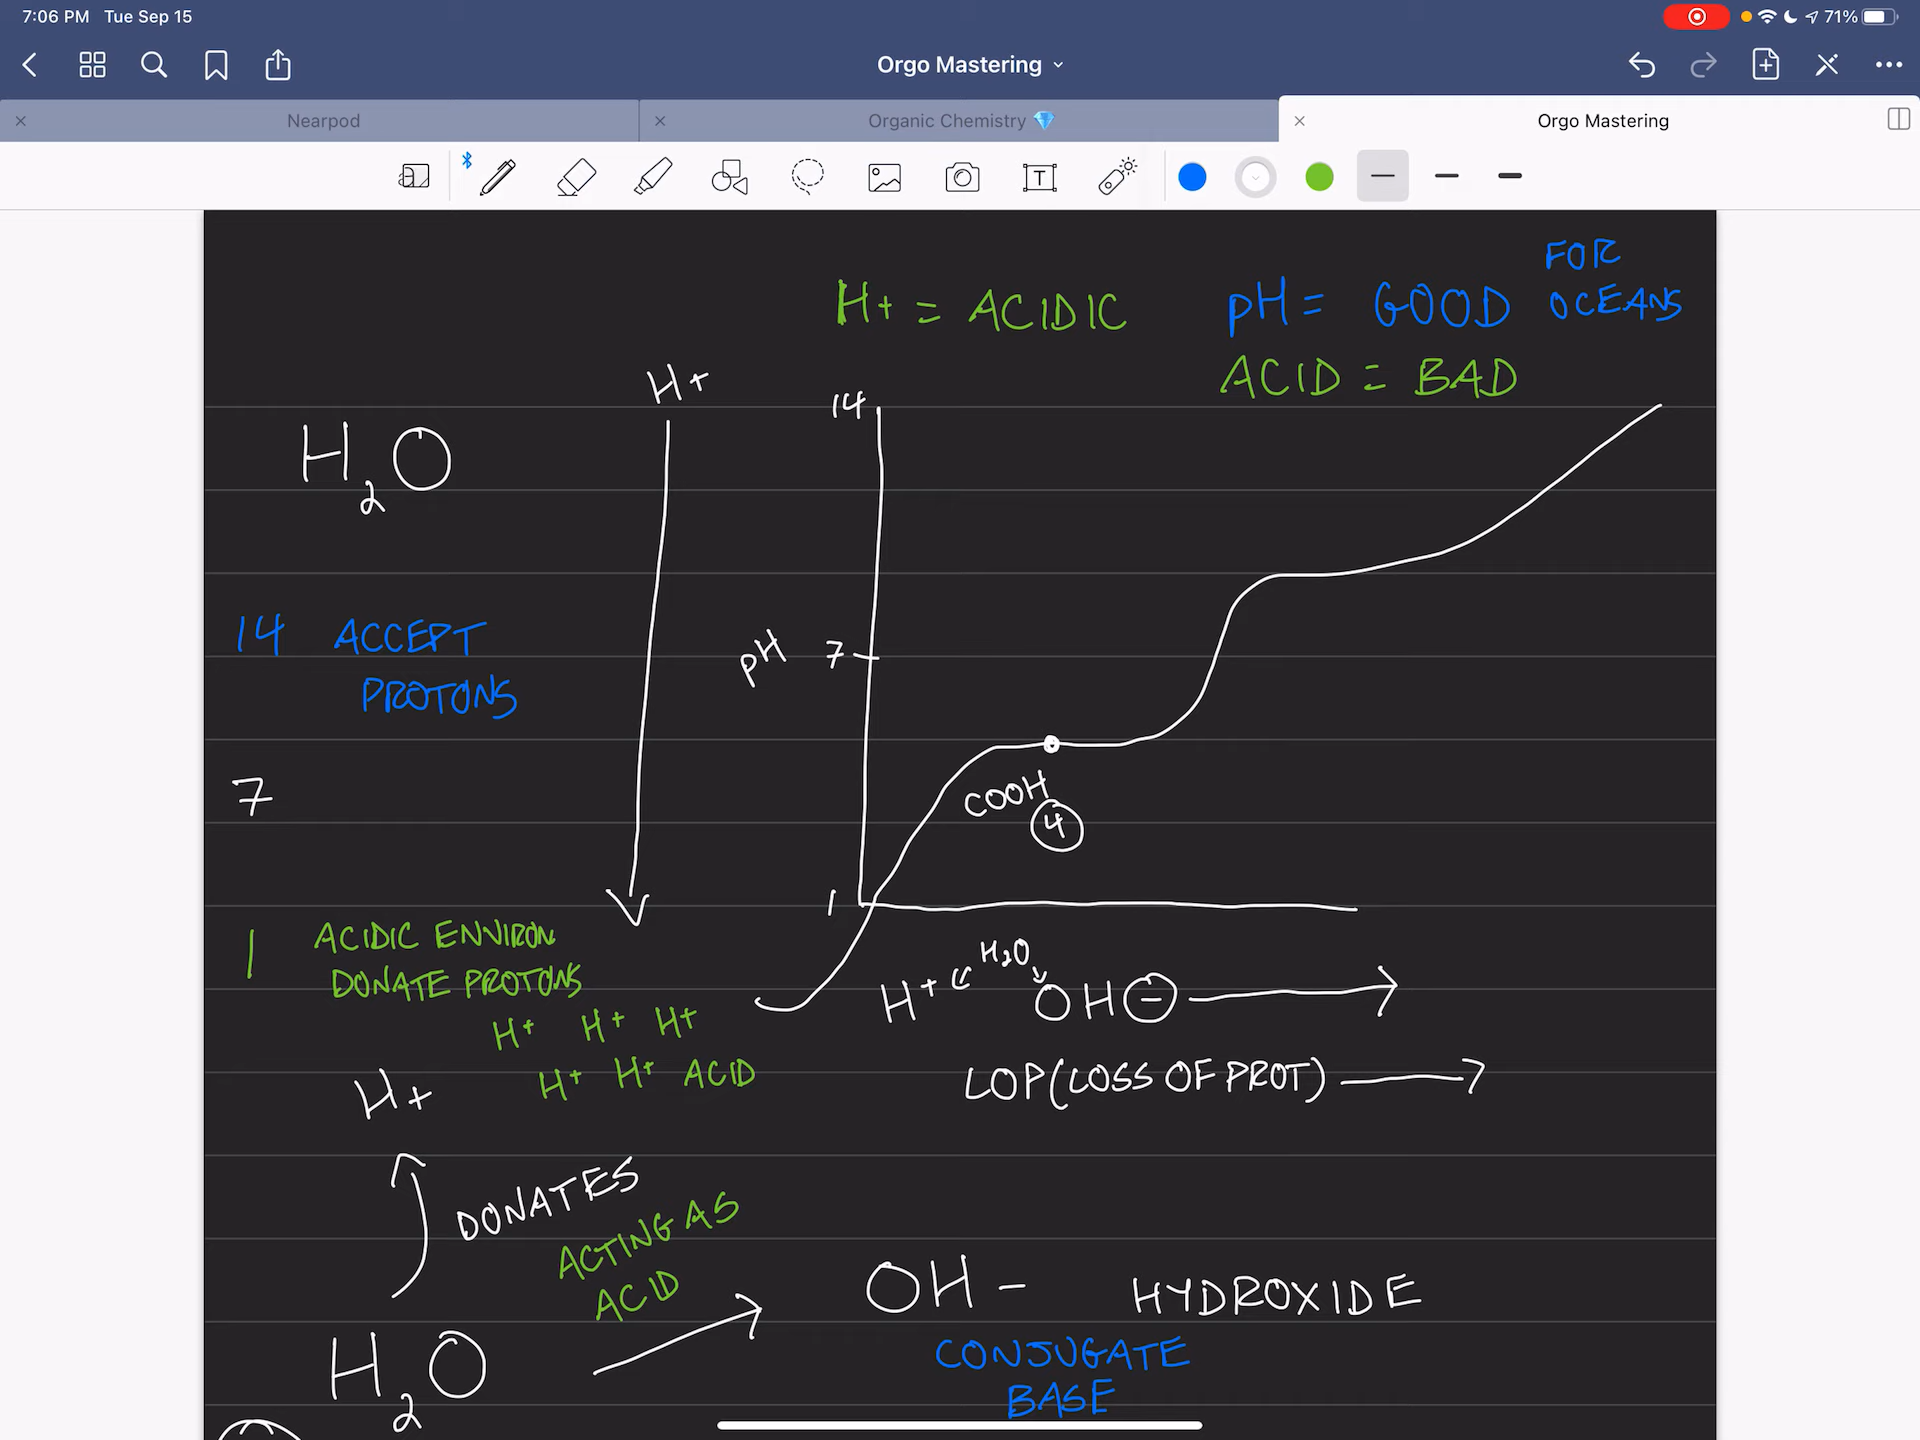 7:06 PM Tue Sep 15
71%
Orgo Mastering
Nearpod
Organic Chemistry 💎
Orgo Mastering
T
FOR
H+ = ACIDIC
pH = GOOD OCEANS
ACID = BAD
H+
14
H2O
14 ACCEPT
PROTONS
pH 7
7
COOH
4
1
1 ACIDIC ENVIRON
DONATE PROTONS
H+ H+ H+
H+ H+ ACID
H2O
H+ OH-
LOP(LOSS OF PROT)
H+
DONATES
ACTING AS
ACID
H2O
OH - HYDROXIDE
CONJUGATE
BASE